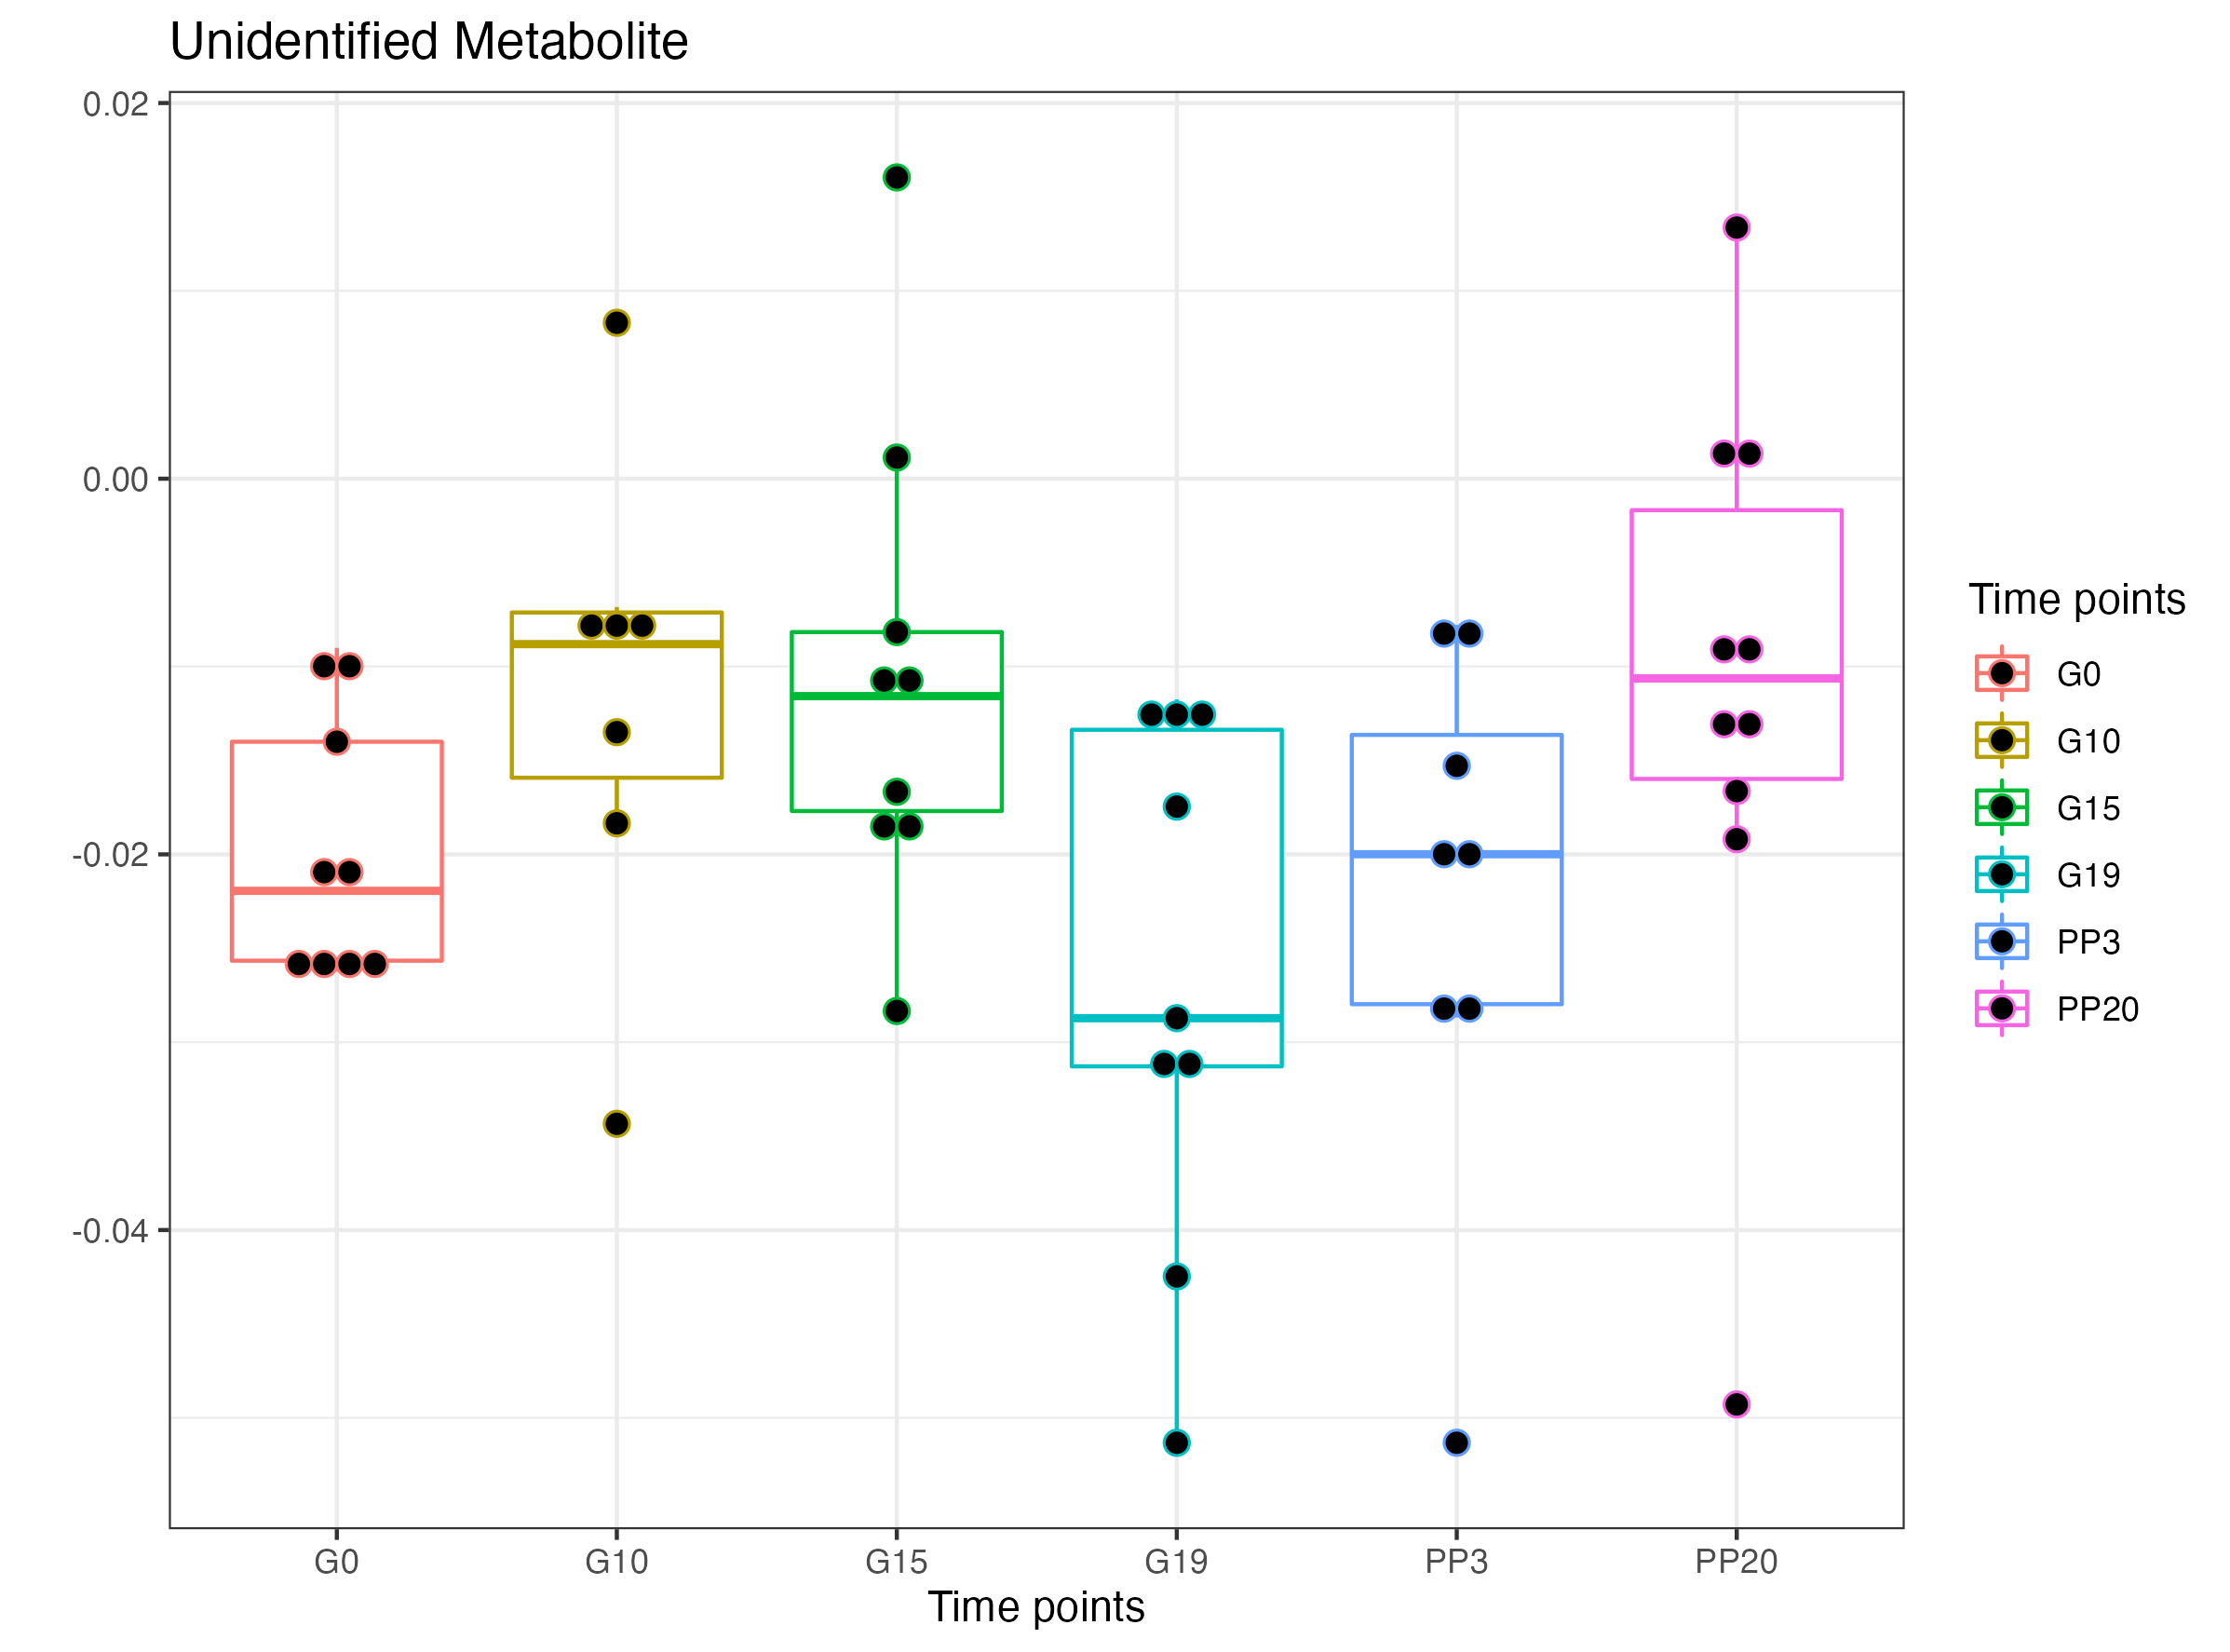 Unidentified Metabolite
0.02
0.00
-0.02
-0.04
G0 G10 G15 G19 PP3 PP20
Time points
Time points
G0
G10
G15
G19
PP3
PP20